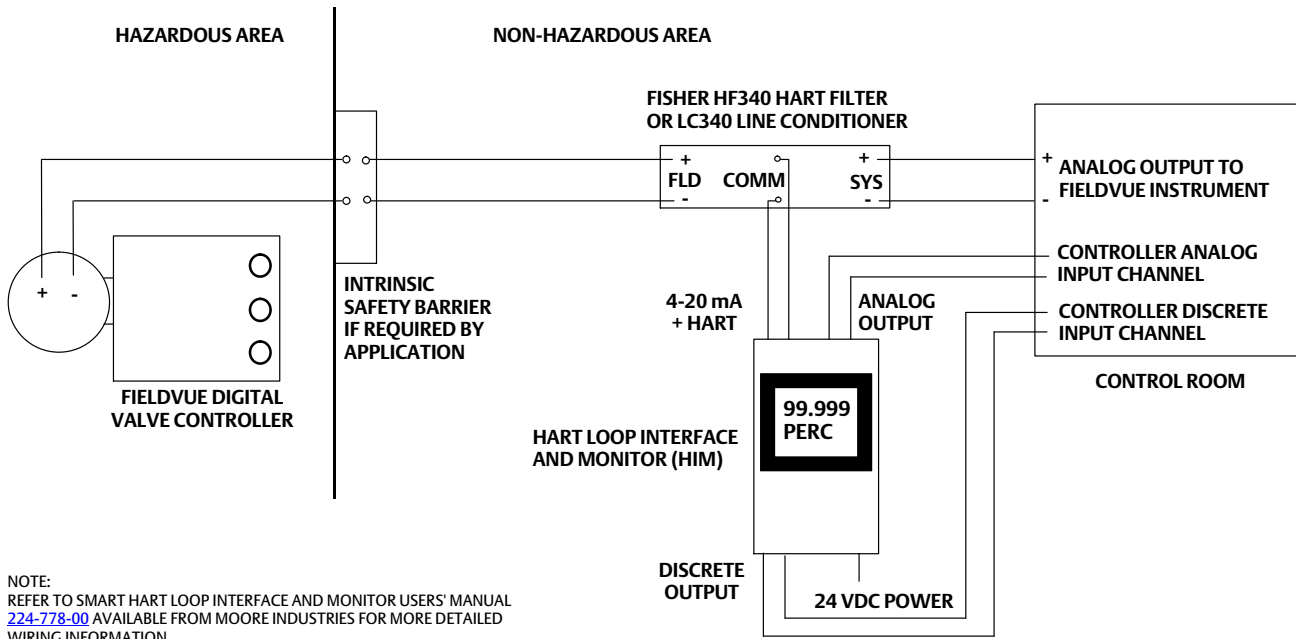 HAZARDOUS AREA
NON-HAZARDOUS AREA
FISHER HF340 HART FILTER
OR LC340 LINE CONDITIONER
+
FLD
-
COMM
+
SYS
-
+
-
ANALOG OUTPUT TO
FIELDVUE INSTRUMENT
CONTROLLER ANALOG
INPUT CHANNEL
CONTROLLER DISCRETE
INPUT CHANNEL
CONTROL ROOM
+ -
INTRINSIC
SAFETY BARRIER
IF REQUIRED BY
APPLICATION
4-20 mA
+ HART
ANALOG
OUTPUT
FIELDVUE DIGITAL
VALVE CONTROLLER
99.999
PERC
HART LOOP INTERFACE
AND MONITOR (HIM)
DISCRETE
OUTPUT
24 VDC POWER
NOTE:
REFER TO SMART HART LOOP INTERFACE AND MONITOR USERS' MANUAL
224-778-00 AVAILABLE FROM MOORE INDUSTRIES FOR MORE DETAILED
WIRING INFORMATION